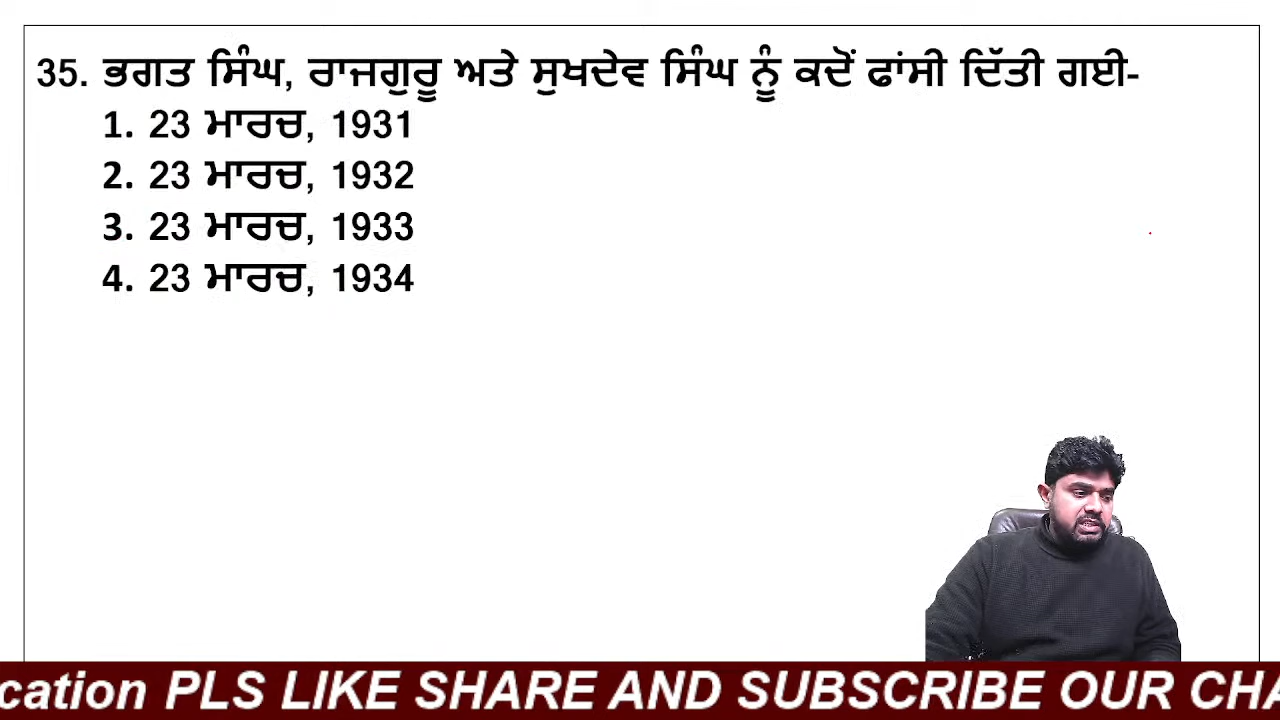 35. ਭਗਤ ਸਿੰਘ, ਰਾਜਗੁਰੂ ਅਤੇ ਸੁਖਦੇਵ ਸਿੰਘ ਨੂੰ ਕਦੋਂ ਫਾਂਸੀ ਦਿੱਤੀ ਗਈ-
1. 23 ਮਾਰਚ, 1931
2. 23 ਮਾਰਚ, 1932
3. 23 ਮਾਰਚ, 1933
4. 23 ਮਾਰਚ, 1934
cation PLS LIKE SHARE AND SUBSCRIBE OUR CHA